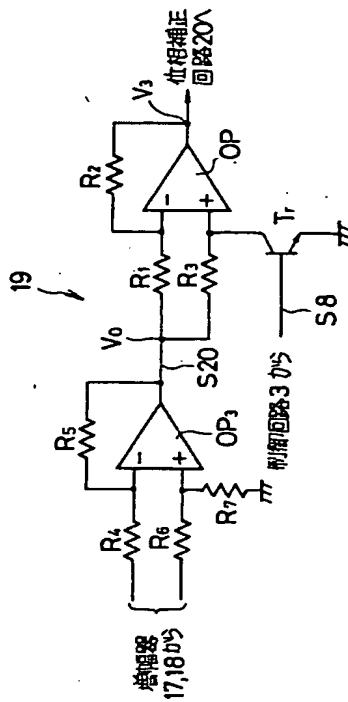 19
増幅器
17,18から
R4
R6
R5
-
+
OP3
R7
V0
S20
R1
R3
R2
-
+
OP
V3
位相補正
回路20へ
Tr
S8
制御回路3から